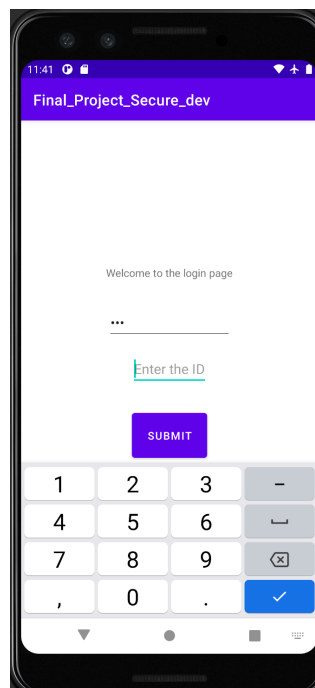 11:41
Final_Project_Secure_dev
Welcome to the login page
•••
Enter the ID
SUBMIT
1 2 3 -
4 5 6
7 8 9
, 0 .